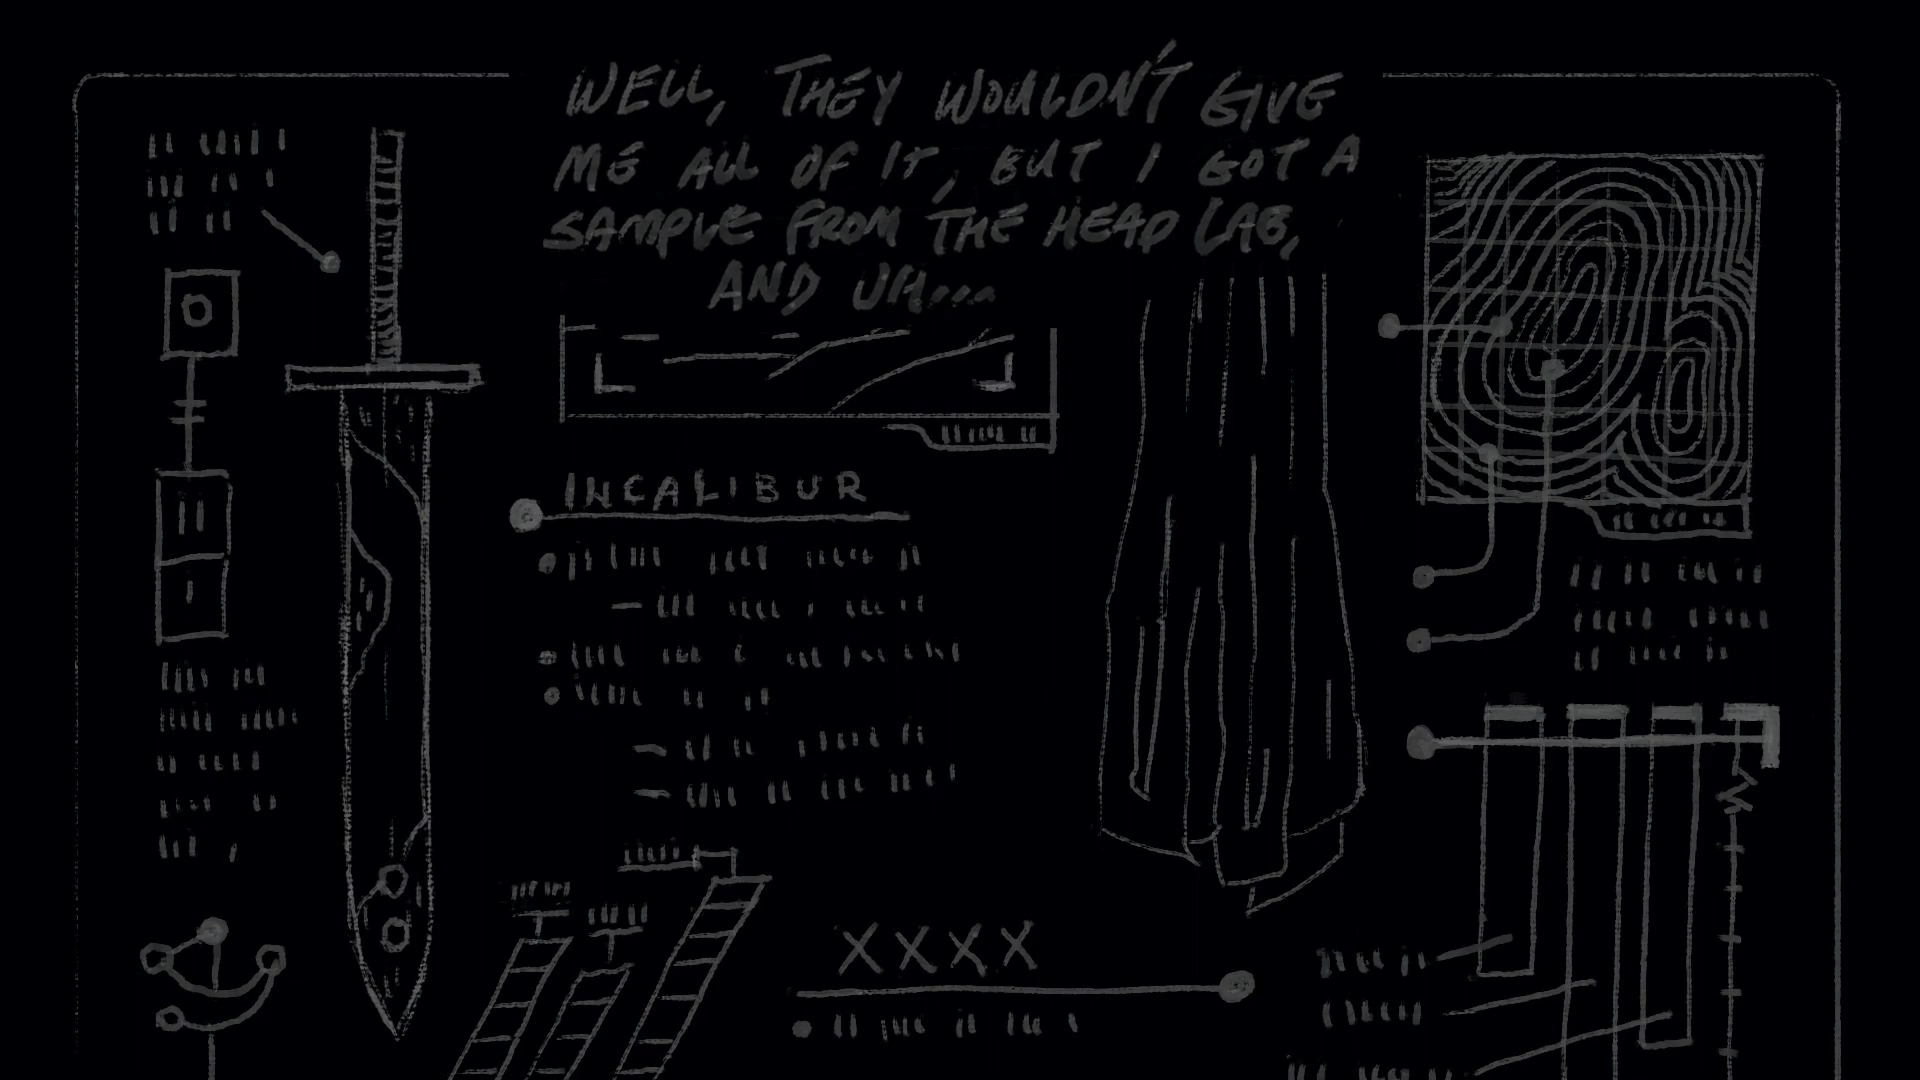 WELL, THEY WOULDN'T GIVE
ME ALL OF IT, BUT I GOT A
SAMPLE FROM THE HEAD LAB,
AND UH...
INCALIBUR
XXXX